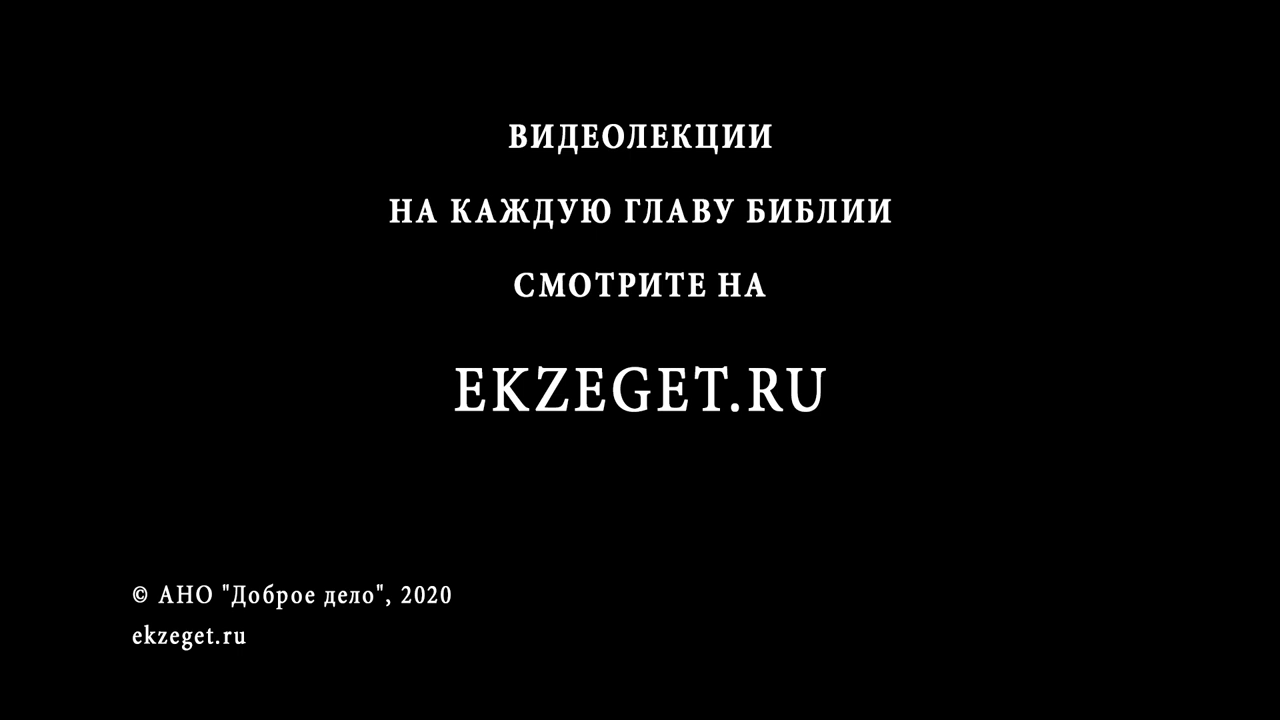 ВИДЕОЛЕКЦИИ
НА КАЖДУЮ ГЛАВУ БИБЛИИ
СМОТРИТЕ НА
EKZEGET.RU
© АНО "Доброе дело", 2020
ekzeget.ru